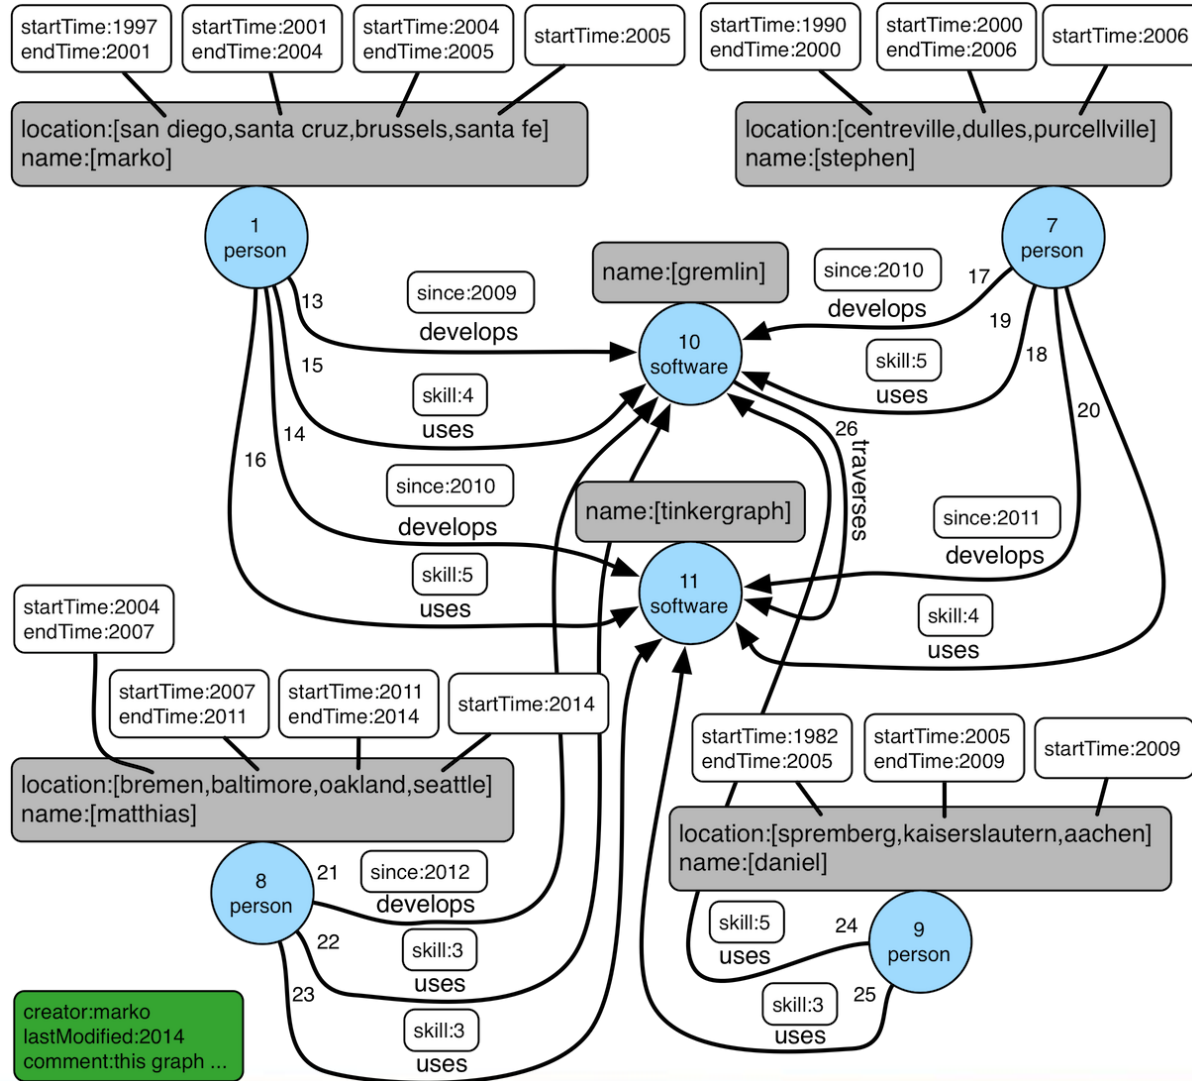 startTime:1997
endTime:2001
startTime:2001
endTime:2004
startTime:2004
endTime:2005
startTime:2005
startTime:1990
endTime:2000
startTime:2000
endTime:2006
startTime:2006
location:[san diego,santa cruz,brussels,santa fe]
name:[marko]
location:[centreville,dulles,purcellville]
name:[stephen]
1
person
7
person
name:[gremlin]
13
since:2009
develops
since:2010
develops
17
10
software
19
15
skill:4
uses
skill:5
uses
18
14
16
26
traverses
20
since:2010
develops
name:[tinkergraph]
since:2011
develops
skill:5
uses
11
software
skill:4
uses
startTime:2004
endTime:2007
startTime:2007
endTime:2011
startTime:2011
endTime:2014
startTime:2014
startTime:1982
endTime:2005
startTime:2005
endTime:2009
startTime:2009
location:[bremen,baltimore,oakland,seattle]
name:[matthias]
location:[spremberg,kaiserslautern,aachen]
name:[daniel]
8
person
21
since:2012
develops
22
skill:3
uses
23
skill:3
uses
skill:5
uses
24
9
person
skill:3
uses
25
creator:marko
lastModified:2014
comment:this graph ...